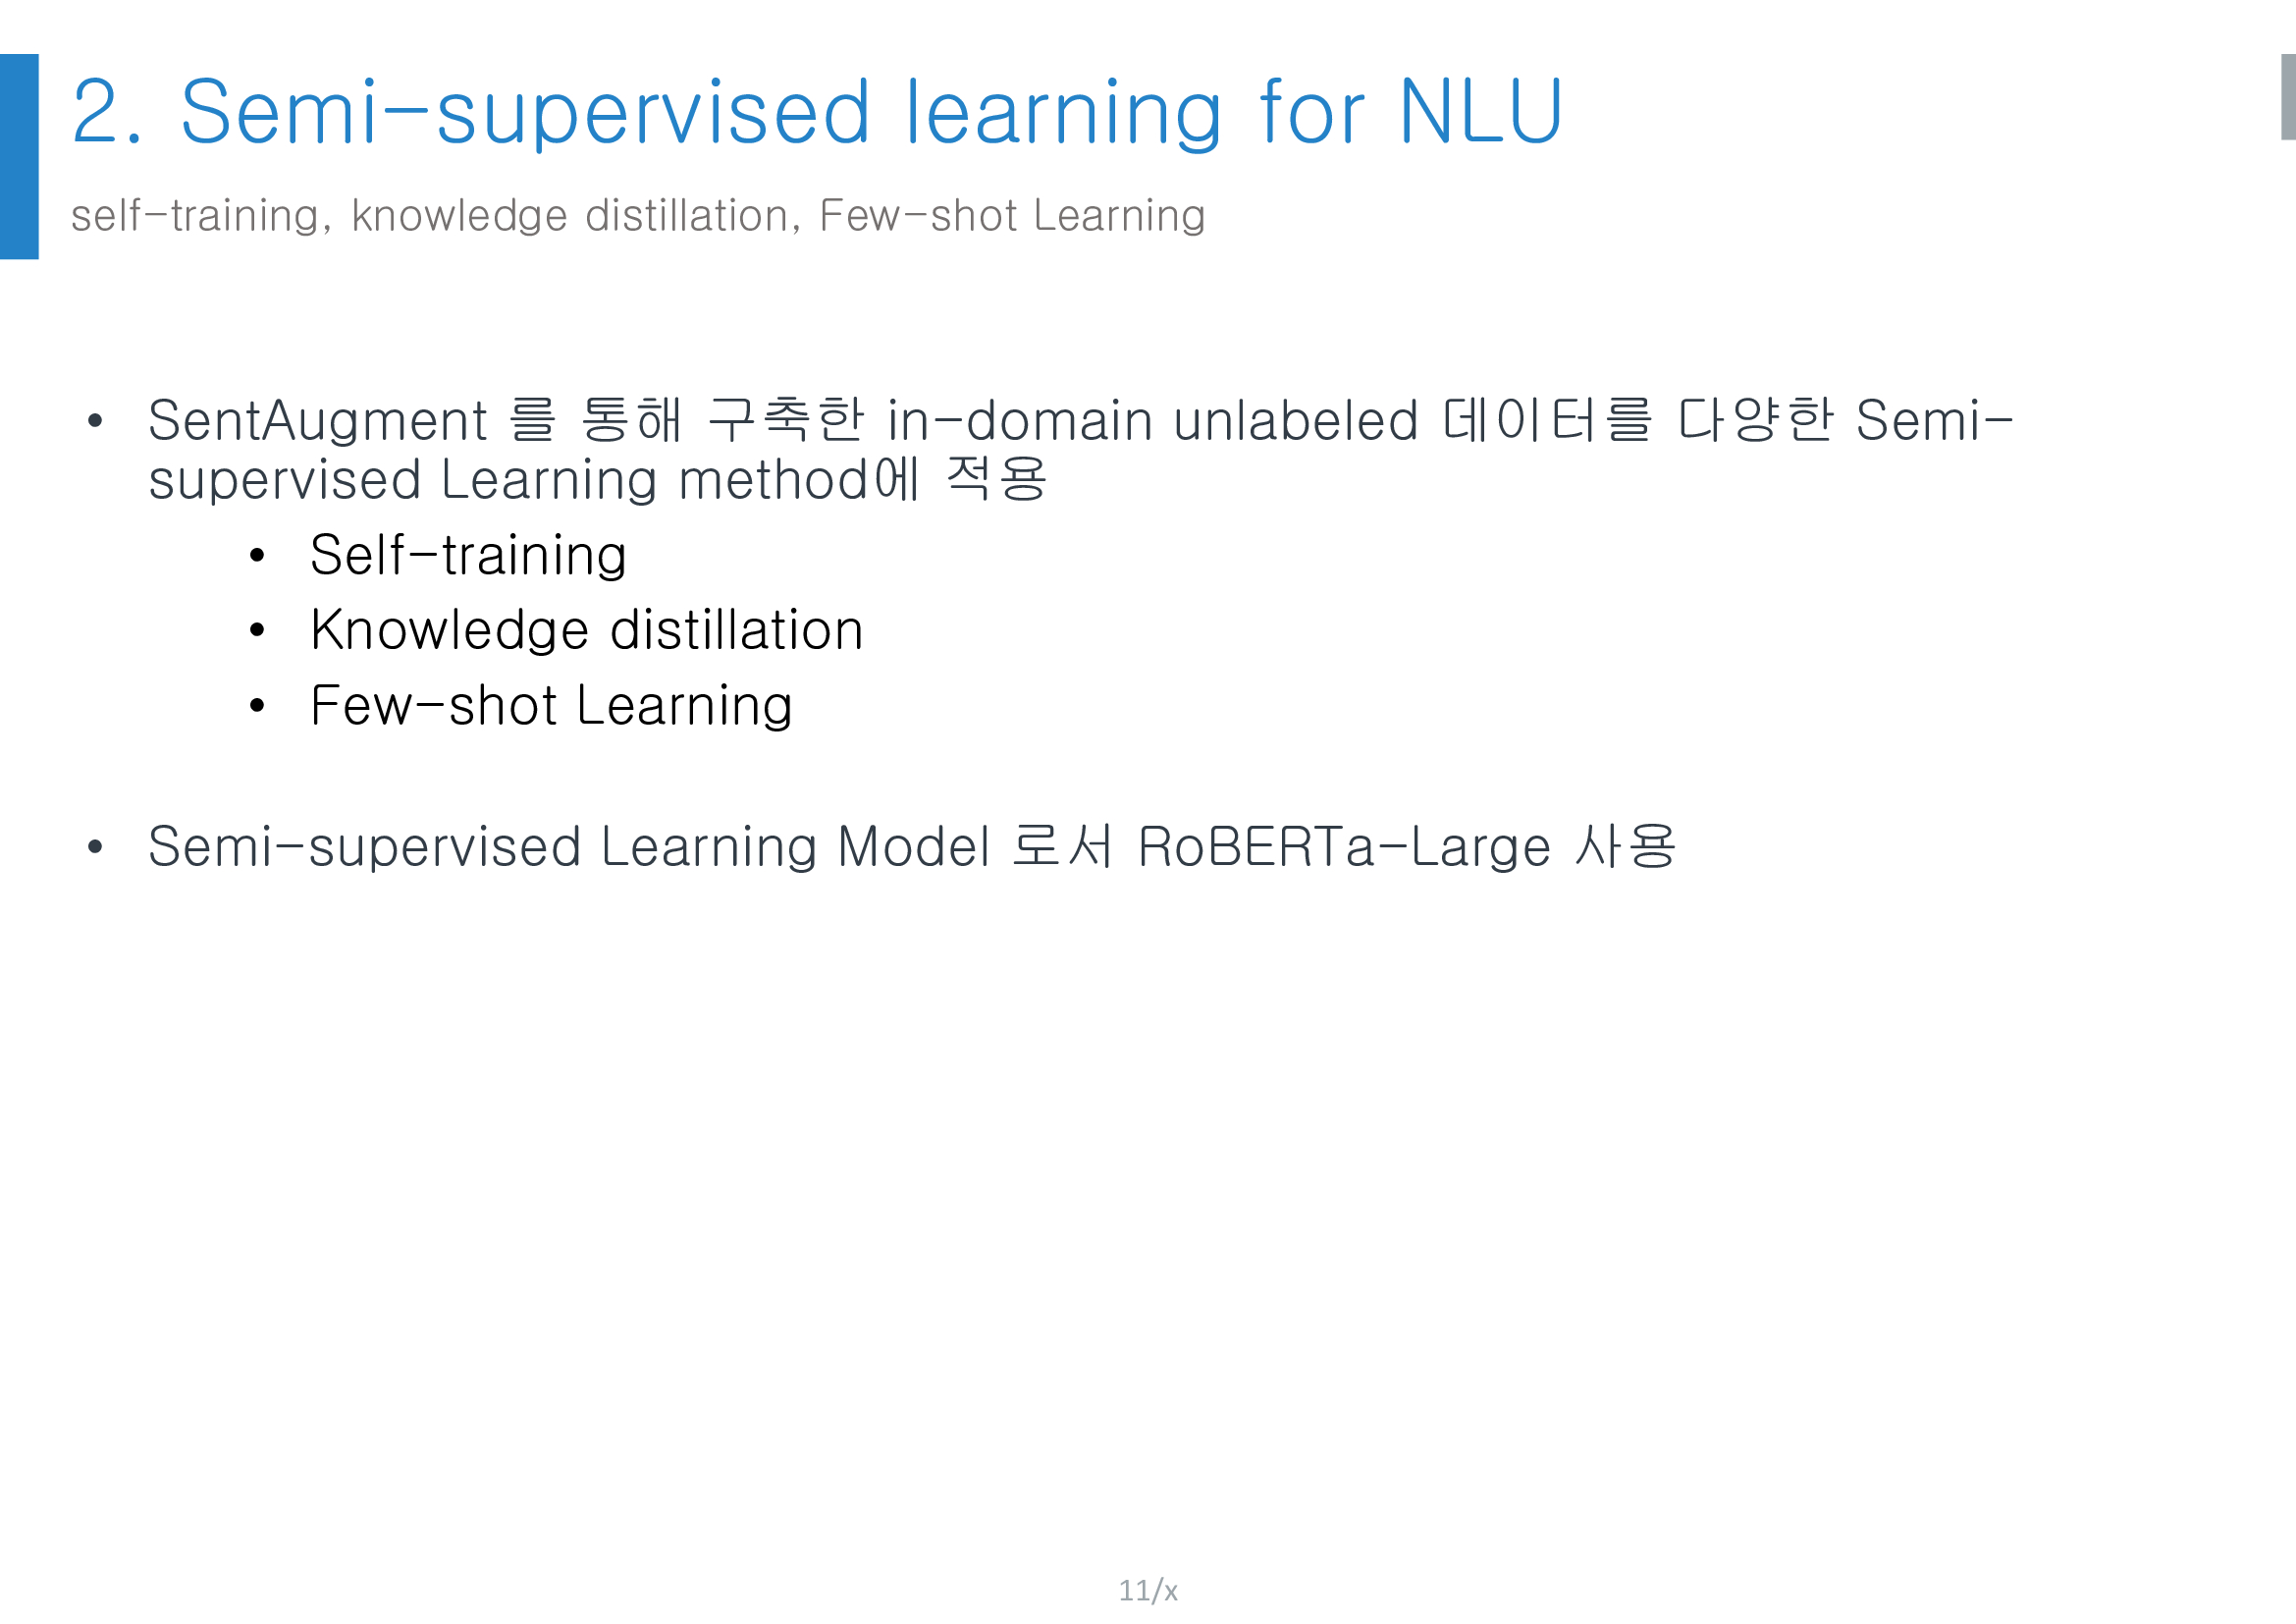 2. Semi-supervised learning for NLU
self-training, knowledge distillation, Few-shot Learning
• SentAugment 를 통해 구축한 in-domain unlabeled 데이터를 다양한 Semi-
supervised Learning method에 적용
• Self-training
• Knowledge distillation
• Few-shot Learning
• Semi-supervised Learning Model 로서 RoBERTa-Large 사용
11/x